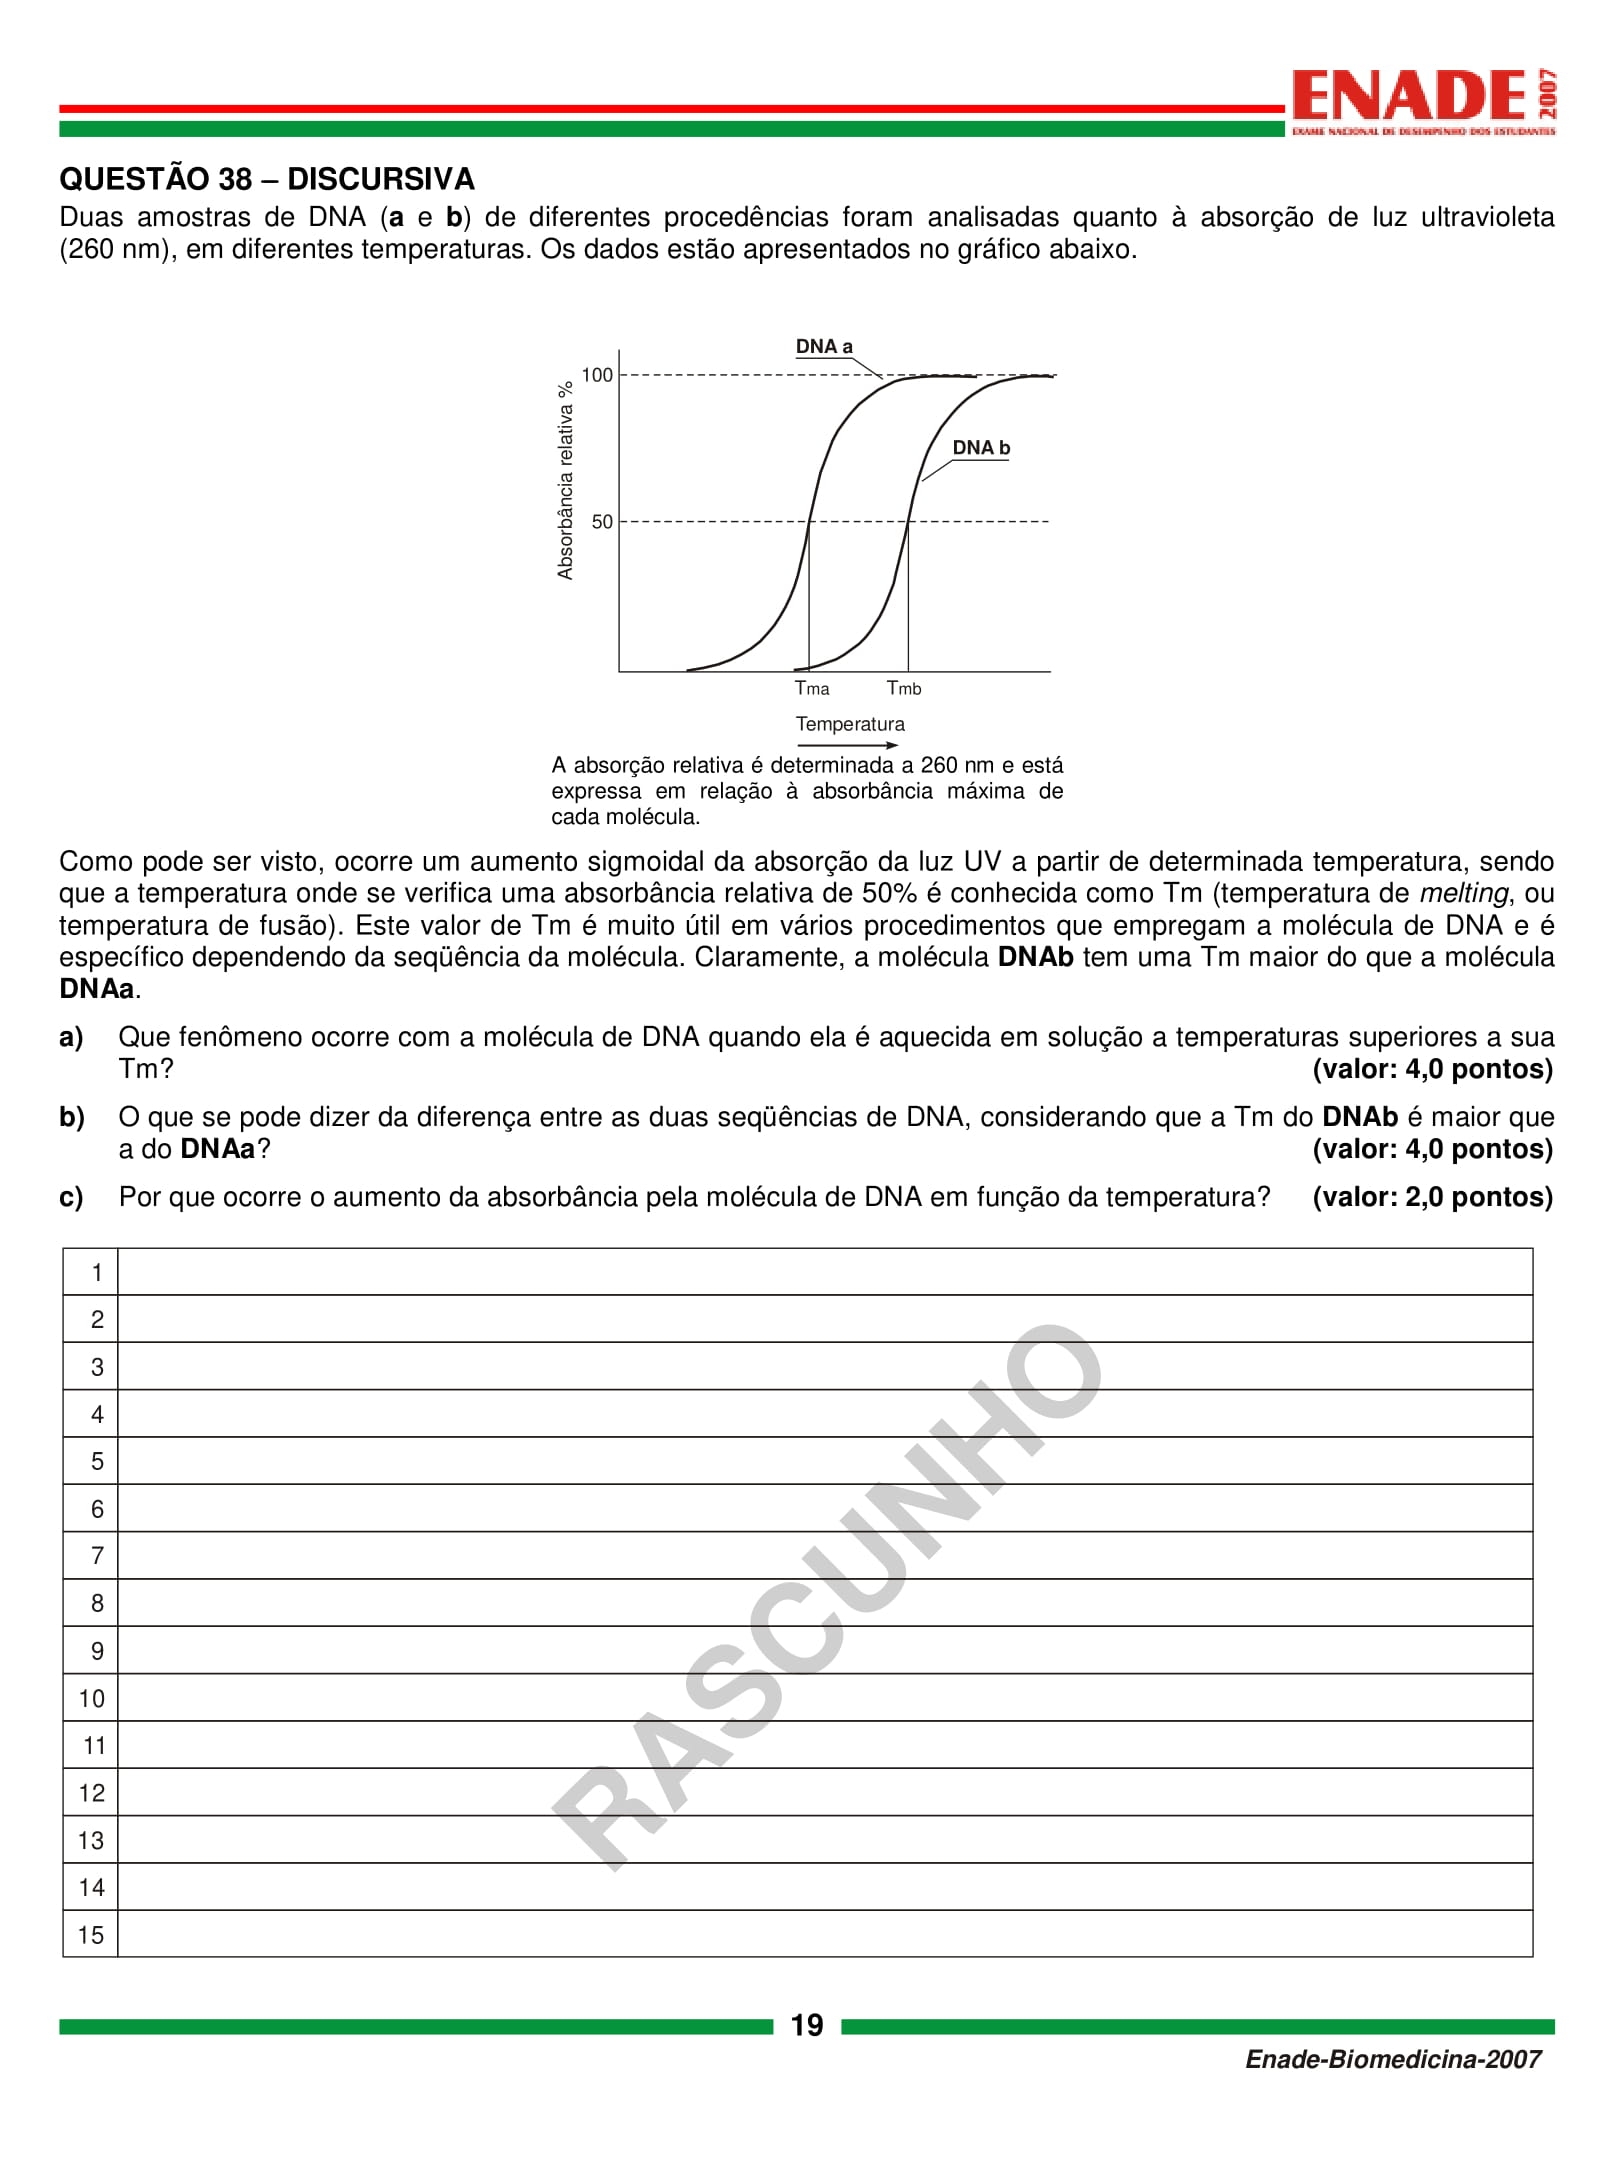 ENADE 2007
EXAME NACIONAL DE DESEMPENHO DOS ESTUDANTES
QUESTÃO 38 – DISCURSIVA
Duas amostras de DNA (a e b) de diferentes procedências foram analisadas quanto à absorção de luz ultravioleta
(260 nm), em diferentes temperaturas. Os dados estão apresentados no gráfico abaixo.
DNA a
100
Absorbância relativa %
DNA b
50
Tma Tmb
Temperatura
A absorção relativa é determinada a 260 nm e está
expressa em relação à absorbância máxima de
cada molécula.
Como pode ser visto, ocorre um aumento sigmoidal da absorção da luz UV a partir de determinada temperatura, sendo
que a temperatura onde se verifica uma absorbância relativa de 50% é conhecida como Tm (temperatura de melting, ou
temperatura de fusão). Este valor de Tm é muito útil em vários procedimentos que empregam a molécula de DNA e é
específico dependendo da seqüência da molécula. Claramente, a molécula DNAb tem uma Tm maior do que a molécula
DNAa.
a) Que fenômeno ocorre com a molécula de DNA quando ela é aquecida em solução a temperaturas superiores a sua
Tm? (valor: 4,0 pontos)
b) O que se pode dizer da diferença entre as duas seqüências de DNA, considerando que a Tm do DNAb é maior que
a do DNAa? (valor: 4,0 pontos)
c) Por que ocorre o aumento da absorbância pela molécula de DNA em função da temperatura? (valor: 2,0 pontos)
1
2
3
4
5
6
7
8
9
10
11
12
13
14
15
RASCUNHO
19
Enade-Biomedicina-2007